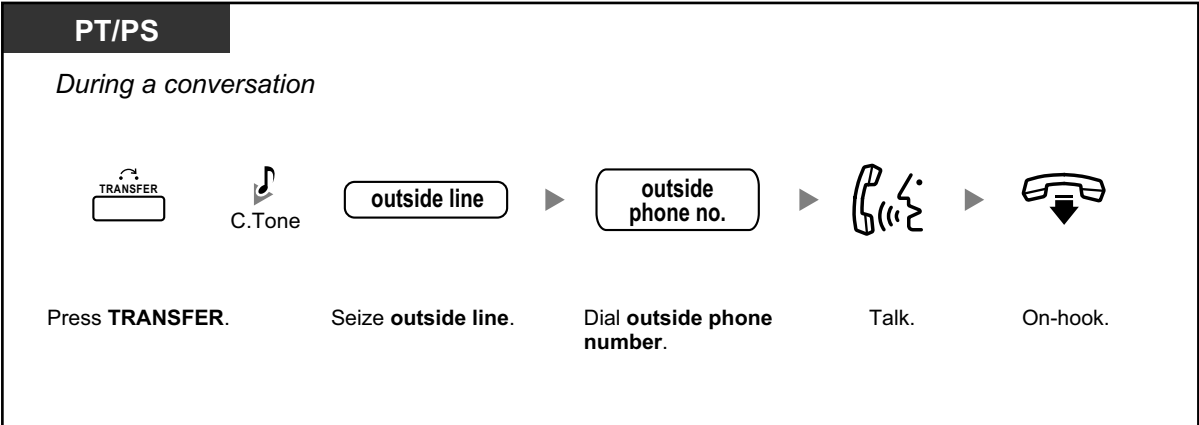 PT/PS
During a conversation
TRANSFER
C.Tone
outside line
outside
phone no.
Press TRANSFER.
Seize outside line.
Dial outside phone
number.
Talk.
On-hook.